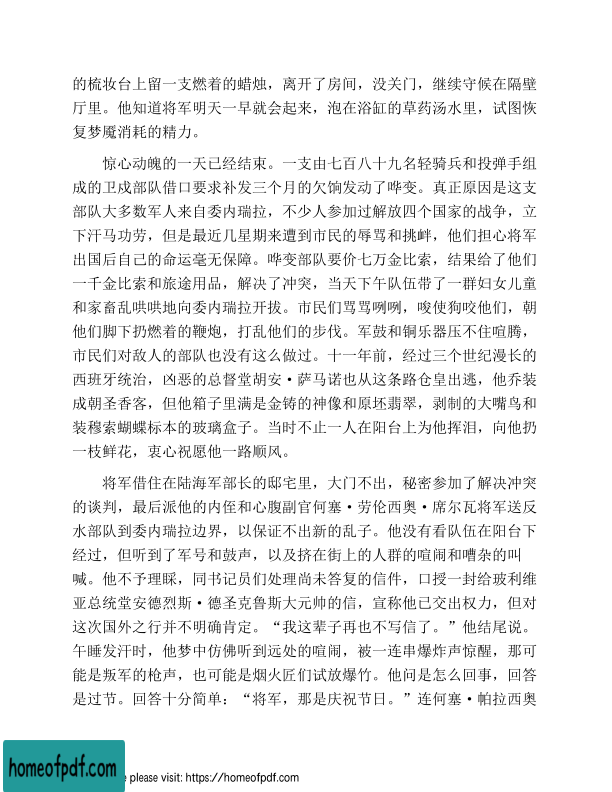 的梳妆台上留一支燃着的蜡烛，离开了房间，没关门，继续守候在隔壁
厅里。他知道将军明天一早就会起来，泡在浴缸的草药汤水里，试图恢
复梦魇消耗的精力。
惊心动魄的一天已经结束。一支由七百八十九名轻骑兵和投弹手组
成的卫戍部队借口要求补发三个月的欠饷发动了哗变。真正原因是这支
部队大多数军人来自委内瑞拉，不少人参加过解放四个国家的战争，立
下汗马功劳，但是最近几星期来遭到市民的辱骂和挑衅，他们担心将军
出国后自己的命运毫无保障。哗变部队要价七万金比索，结果给了他们
一千金比索和旅途用品，解决了冲突，当天下午队伍带了一群妇女儿童
和家畜乱哄哄地向委内瑞拉开拔。市民们骂骂咧咧，唆使狗咬他们，朝
他们脚下扔燃着的鞭炮，打乱他们的步伐。军鼓和铜乐器压不住喧腾，
市民们对敌人的部队也没有这么做过。十一年前，经过三个世纪漫长的
西班牙统治，凶恶的总督堂胡安·萨马诺也从这条路仓皇出逃，他乔装
成朝圣香客，但他箱子里满是金铸的神像和原坯翡翠，剥制的大嘴鸟和
装穆索蝴蝶标本的玻璃盒子。当时不止一人在阳台上为他挥泪，向他扔
一枝鲜花，衷心祝愿他一路顺风。
将军借住在陆海军部长的邸宅里，大门不出，秘密参加了解决冲突
的谈判，最后派他的内侄和心腹副官何塞·劳伦西奥·席尔瓦将军送反
水部队到委内瑞拉边界，以保证不出新的乱子。他没有看队伍在阳台下
经过，但听到了军号和鼓声，以及挤在街上的人群的喧闹和嘈杂的叫
喊。他不予理睬，同书记员们处理尚未答复的信件，口授一封给玻利维
亚总统堂安德烈斯·德圣克鲁斯大元帅的信，宣称他已交出权力，但对
这次国外之行并不明确肯定。“我这辈子再也不写信了。”他结尾说。
午睡发汗时，他梦中仿佛听到远处的喧闹，被一连串爆炸声惊醒，那可
能是叛军的枪声，也可能是烟火匠们试放爆竹。他问是怎么回事，回答
是过节。回答十分简单：“将军，那是庆祝节日。”连何塞·帕拉西奥
homeofpdf.com
e please visit: https://homeofpdf.com